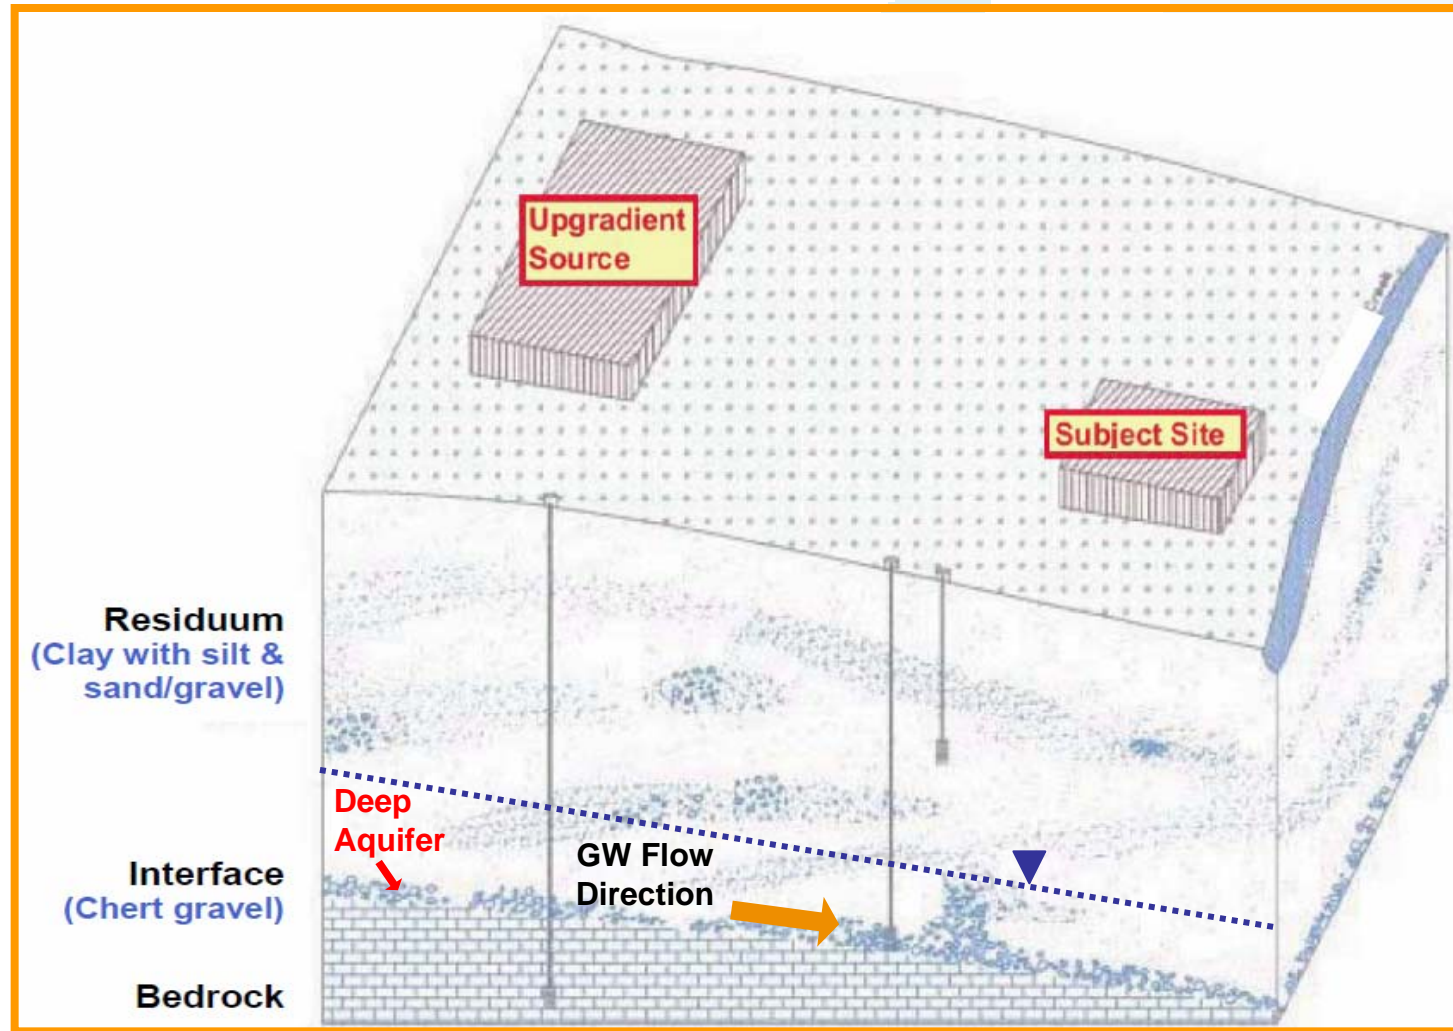 Upgradient
Source
Creek
Subject Site
Residuum
(Clay with silt &
sand/gravel)
Deep
Aquifer
GW Flow
Direction
Interface
(Chert gravel)
Bedrock